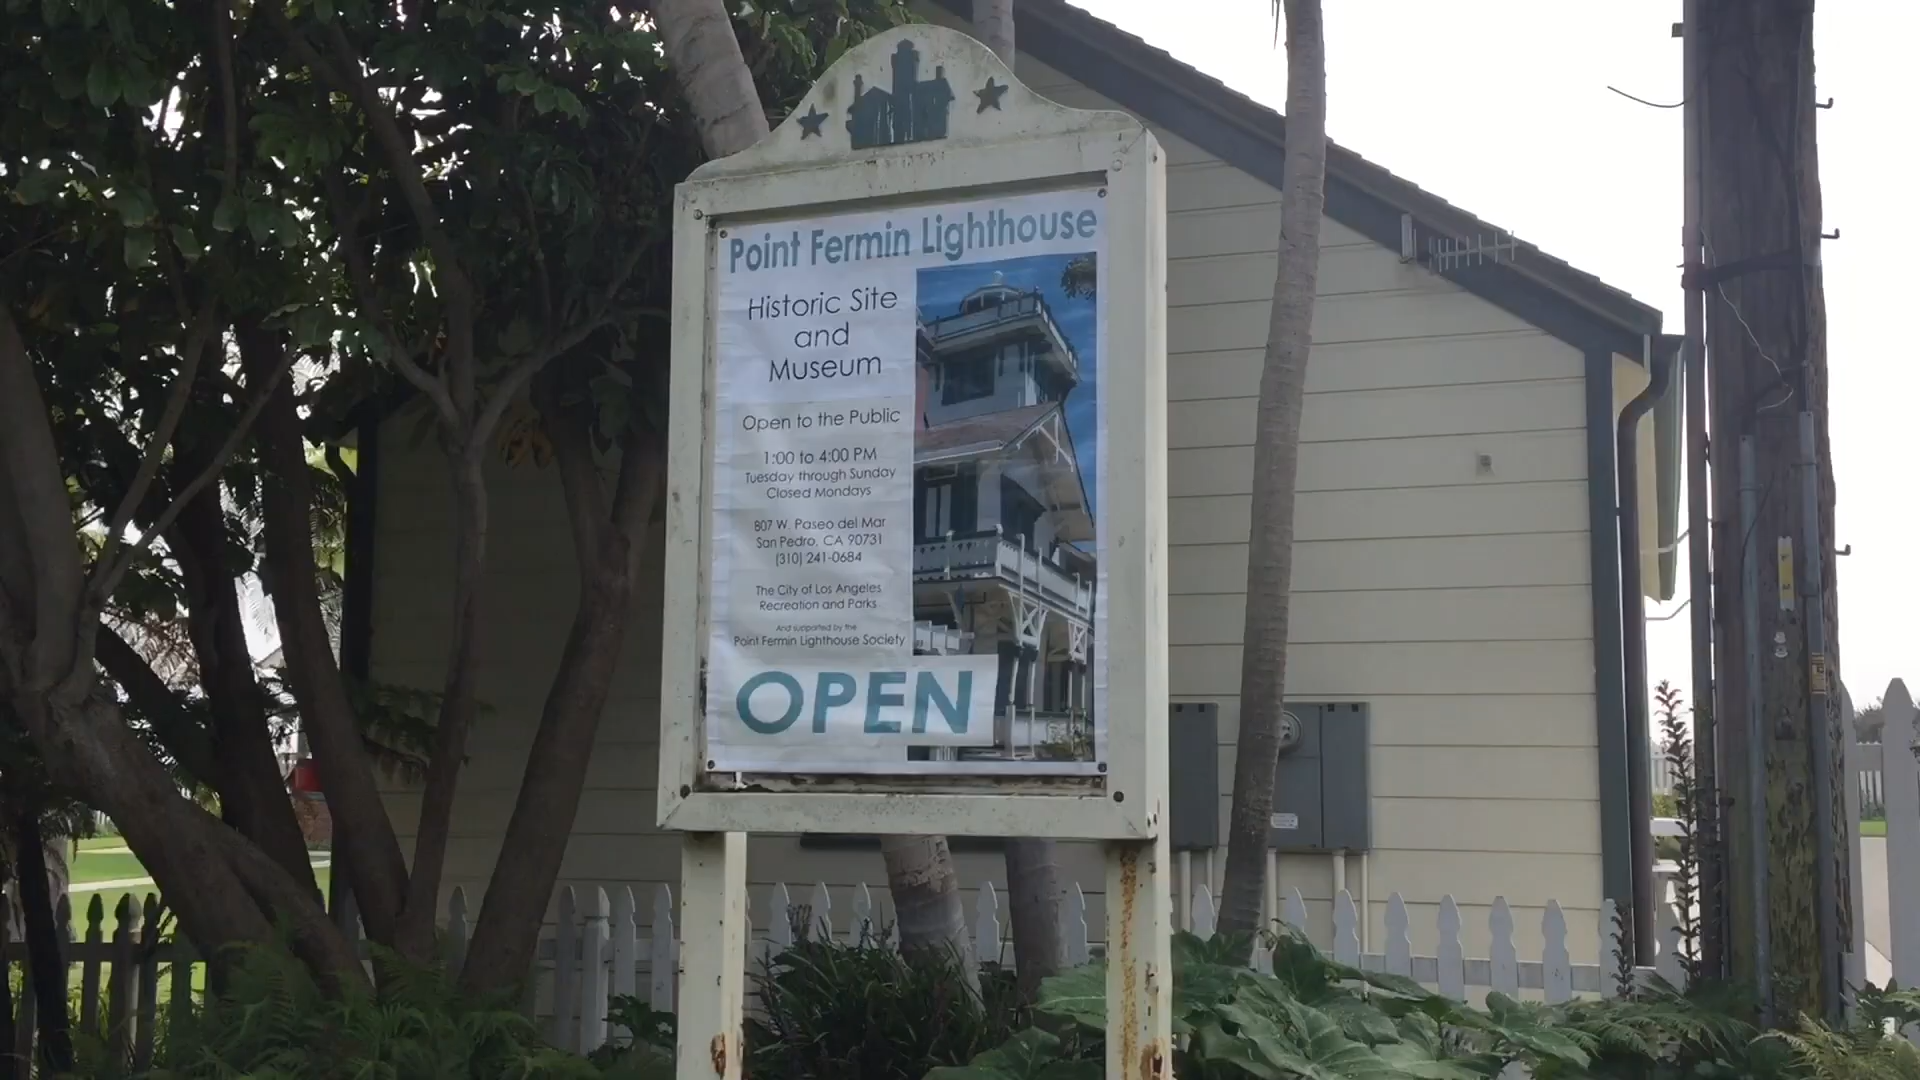 Point Fermin Lighthouse
Historic Site
and
Museum
Open to the Public
1:00 to 4:00 PM
Tuesday through Sunday
Closed Mondays
807 W. Paseo del Mar
San Pedro, CA 90731
(310) 241-0684
The City of Los Angeles
Recreation and Parks
And supported by the
Point Fermin Lighthouse Society
OPEN